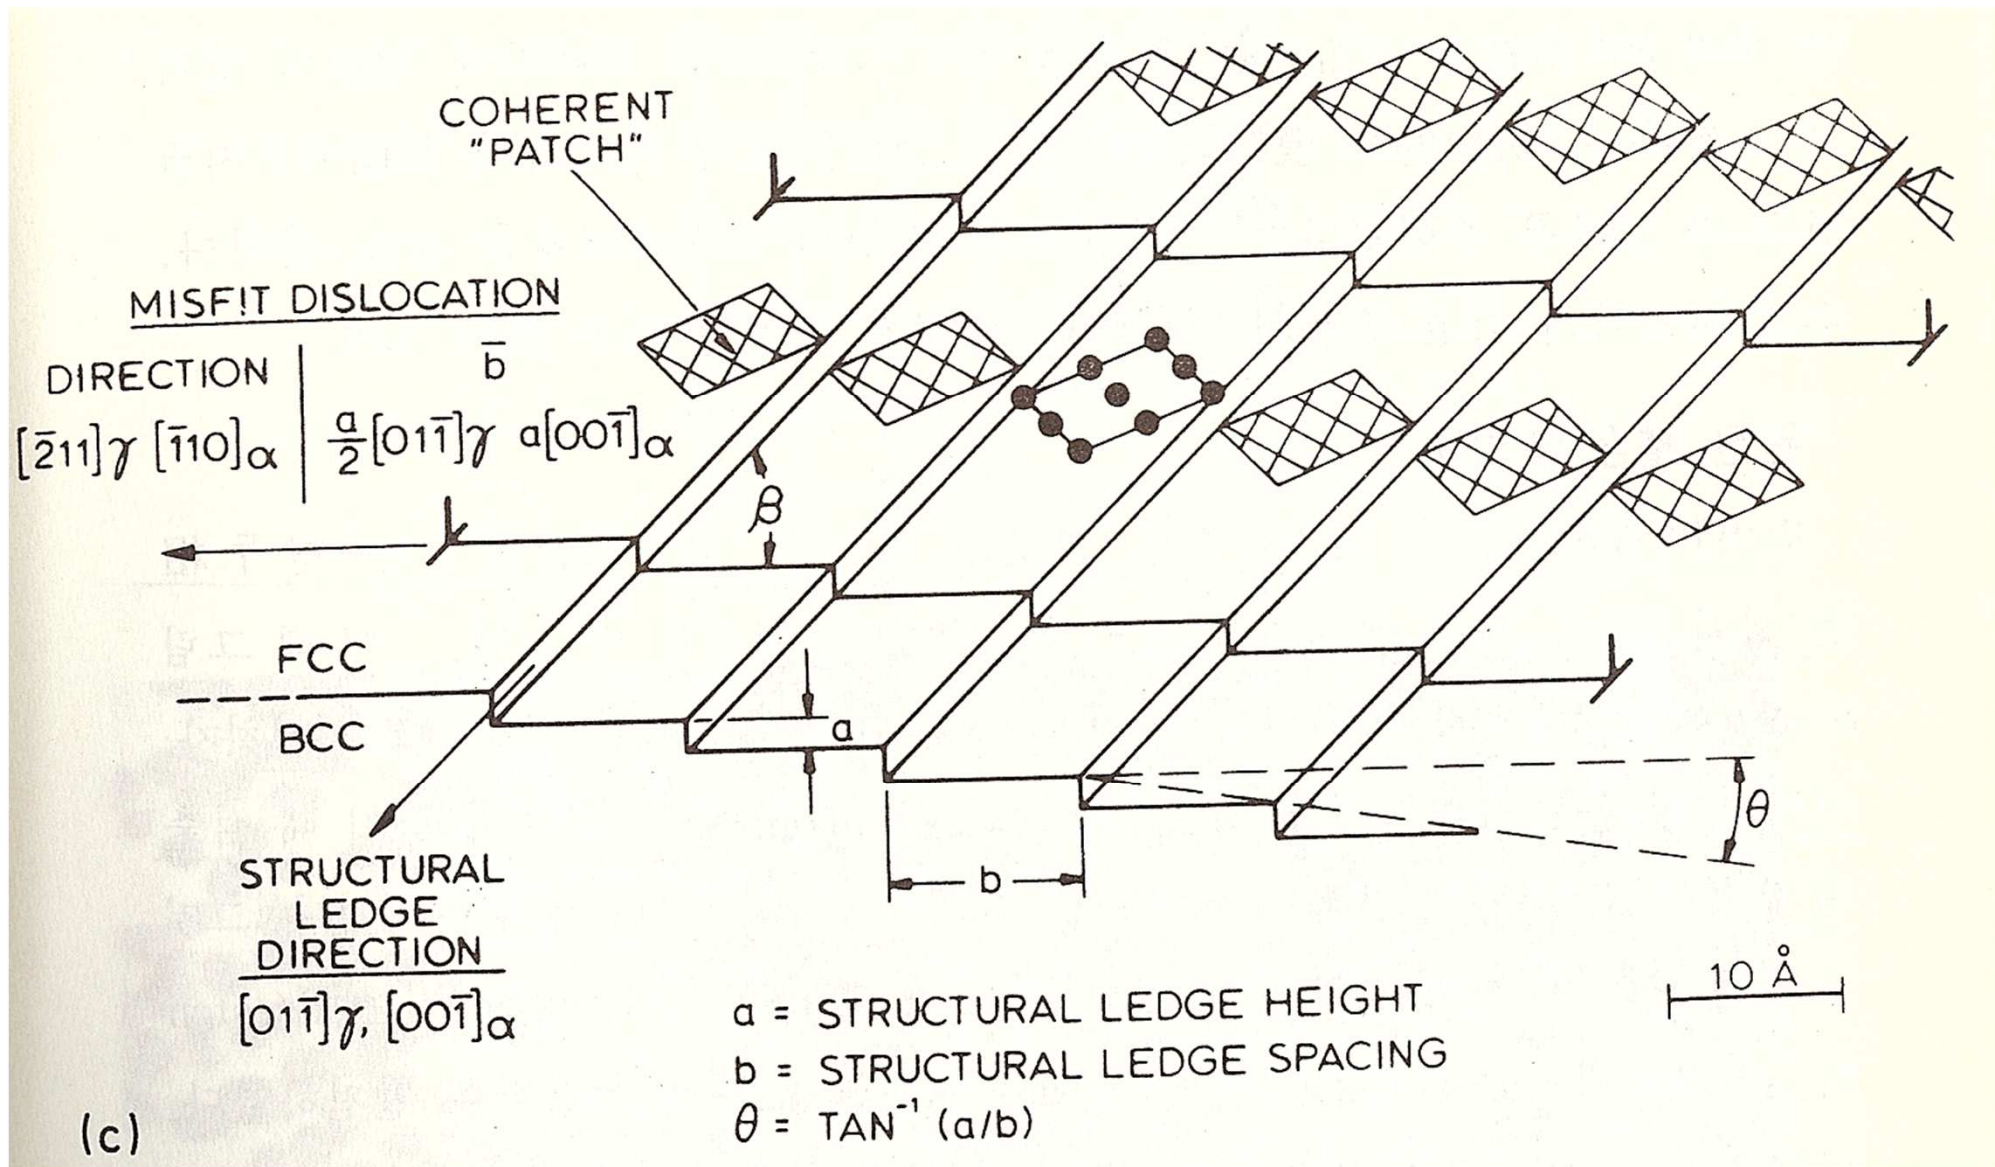 COHERENT
"PATCH"
MISF!T DISLOCATION
DIRECTION
b̄
[2̄11]γ [1̄10]α
a/2[011̄]γ a[001̄]α
β
FCC
BCC
a
b
θ
STRUCTURAL
LEDGE
DIRECTION
[011̄]γ, [001̄]α
10 Å
a = STRUCTURAL LEDGE HEIGHT
b = STRUCTURAL LEDGE SPACING
θ = TAN⁻¹ (a/b)
(c)